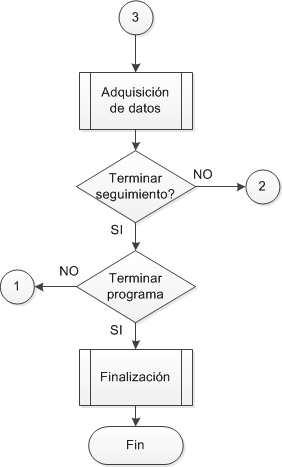 3
Adquisición
de datos
Terminar
seguimiento?
NO
2
SI
Terminar
programa
NO
1
SI
Finalización
Fin